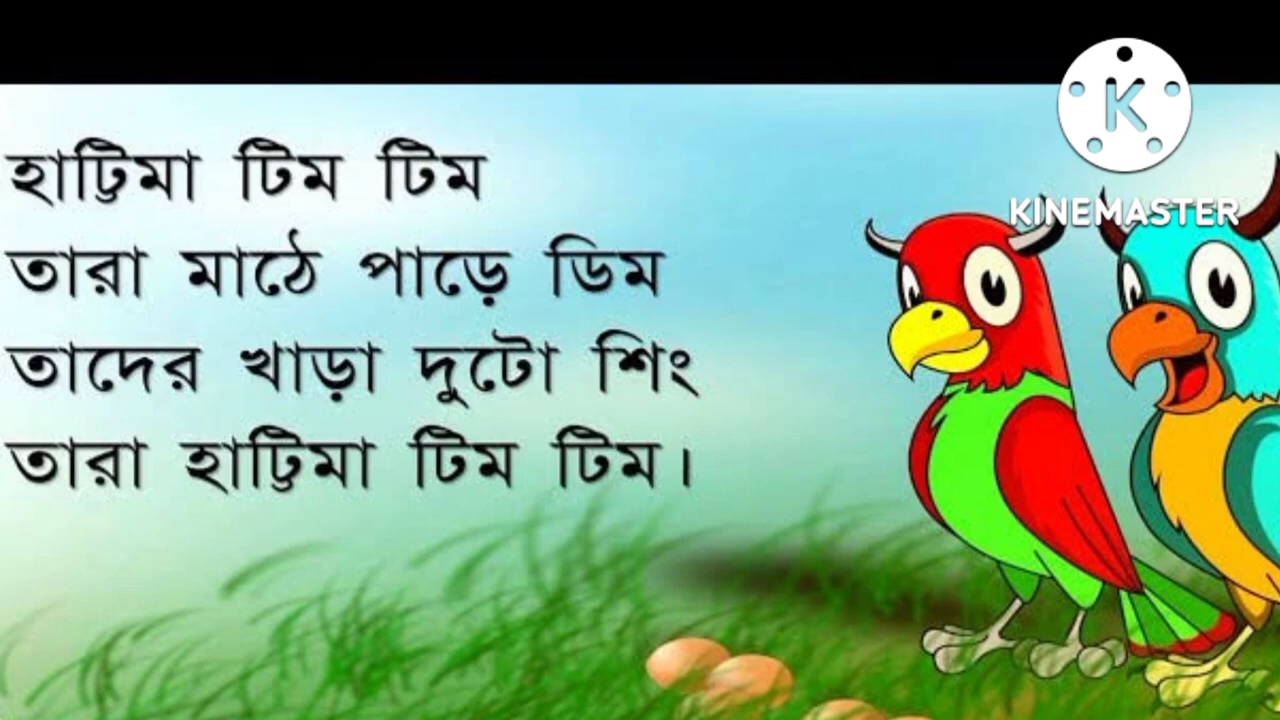 হাট্টিমা টিম টিম
তারা মাঠে পাড়ে ডিম
তাদের খাড়া দুটো শিং
তারা হাট্টিমা টিম টিম।
K
KINEMASTER